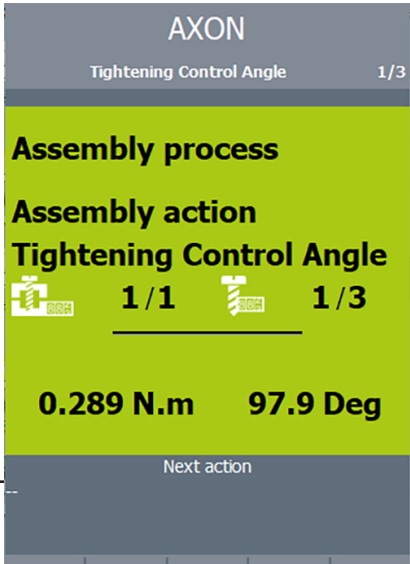 AXON
Tightening Control Angle 1/3
Assembly process
Assembly action
Tightening Control Angle
1/1 1/3
0.289 N.m 97.9 Deg
Next action
--